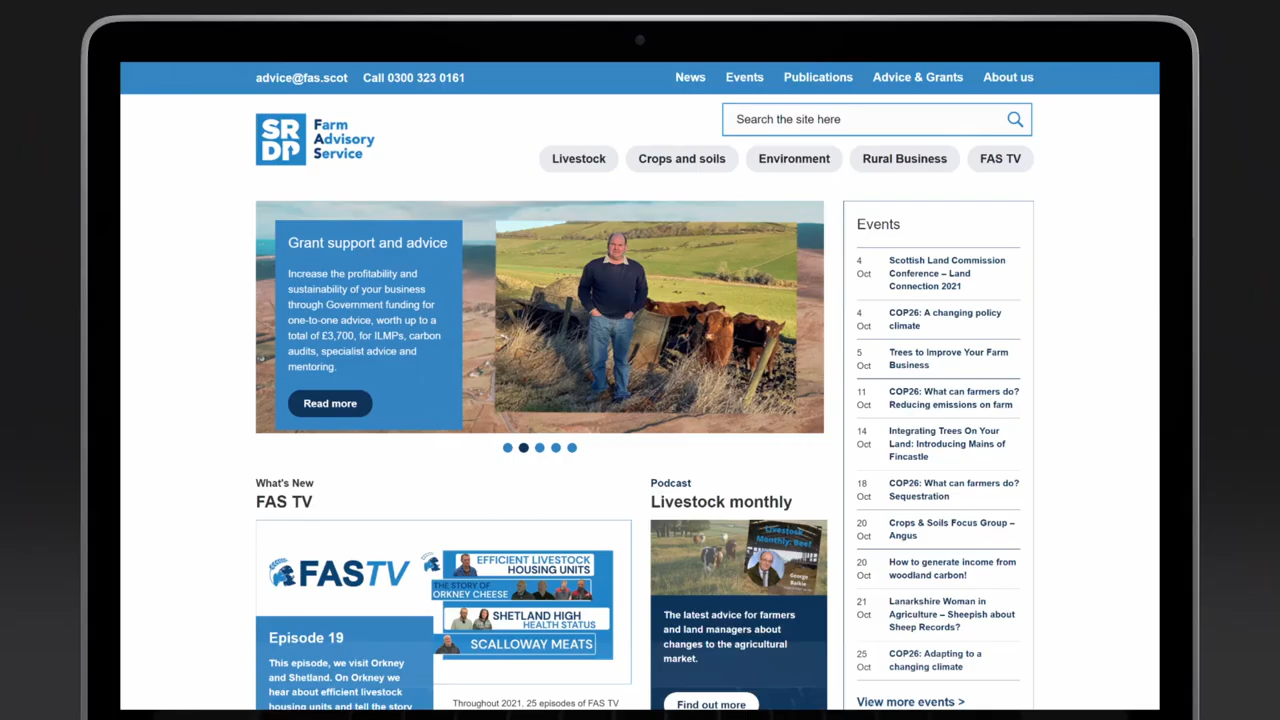 advice@fas.scot Call 0300 323 0161
News Events Publications Advice & Grants About us
SR
DP
Farm
Advisory
Service
Search the site here
Livestock Crops and soils Environment Rural Business FAS TV
Grant support and advice
Increase the profitability and
sustainability of your business
through Government funding for
one-to-one advice, worth up to a
total of £3,700, for ILMPs, carbon
audits, specialist advice and
mentoring.
Read more
Events
4
Oct
Scottish Land Commission
Conference – Land
Connection 2021
4
Oct
COP26: A changing policy
climate
5
Oct
Trees to Improve Your Farm
Business
11
Oct
COP26: What can farmers do?
Reducing emissions on farm
14
Oct
Integrating Trees On Your
Land: Introducing Mains of
Fincastle
18
Oct
COP26: What can farmers do?
Sequestration
20
Oct
Crops & Soils Focus Group –
Angus
20
Oct
How to generate income from
woodland carbon!
21
Oct
Lanarkshire Woman in
Agriculture – Sheepish about
Sheep Records?
25
Oct
COP26: Adapting to a
changing climate
View more events >
What's New
FAS TV
FASTV
EFFICIENT LIVESTOCK
HOUSING UNITS
THE STORY OF
ORKNEY CHEESE
SHETLAND HIGH
HEALTH STATUS
SCALLOWAY MEATS
Episode 19
This episode, we visit Orkney
and Shetland. On Orkney we
hear about efficient livestock
housing units and tell the story
Throughout 2021, 25 episodes of FAS TV
Podcast
Livestock monthly
Livestock
Monthly: Beef
George
Baikie
The latest advice for farmers
and land managers about
changes to the agricultural
market.
Find out more